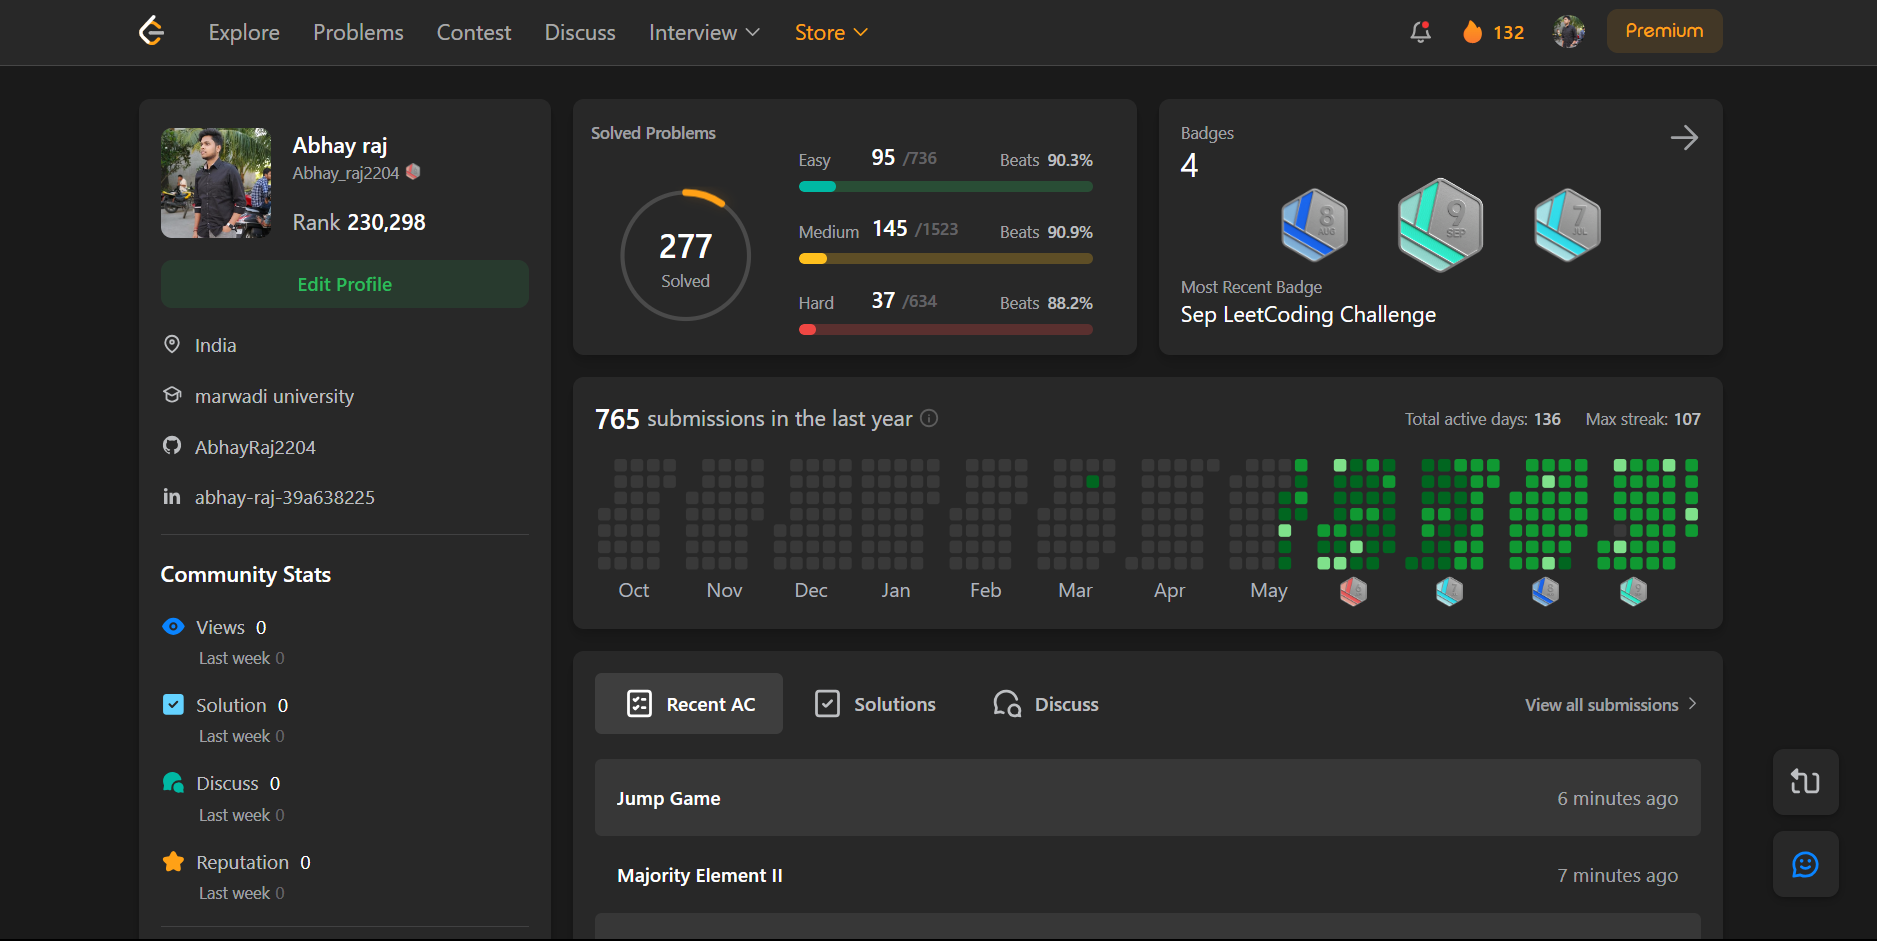 Explore Problems Contest Discuss Interview Store 132 Premium
Abhay raj
Abhay_raj2204
Rank 230,298
Edit Profile
India
marwadi university
AbhayRaj2204
abhay-raj-39a638225
Community Stats
Views 0
Last week 0
Solution 0
Last week 0
Discuss 0
Last week 0
Reputation 0
Last week 0
Solved Problems
277
Solved
Easy 95 /736 Beats 90.3%
Medium 145 /1523 Beats 90.9%
Hard 37 /634 Beats 88.2%
Badges
4
8 AUG
9 SEP
7 JUL
Most Recent Badge
Sep LeetCoding Challenge
765 submissions in the last year Total active days: 136 Max streak: 107
Oct Nov Dec Jan Feb Mar Apr May
Recent AC Solutions Discuss View all submissions
Jump Game 6 minutes ago
Majority Element II 7 minutes ago